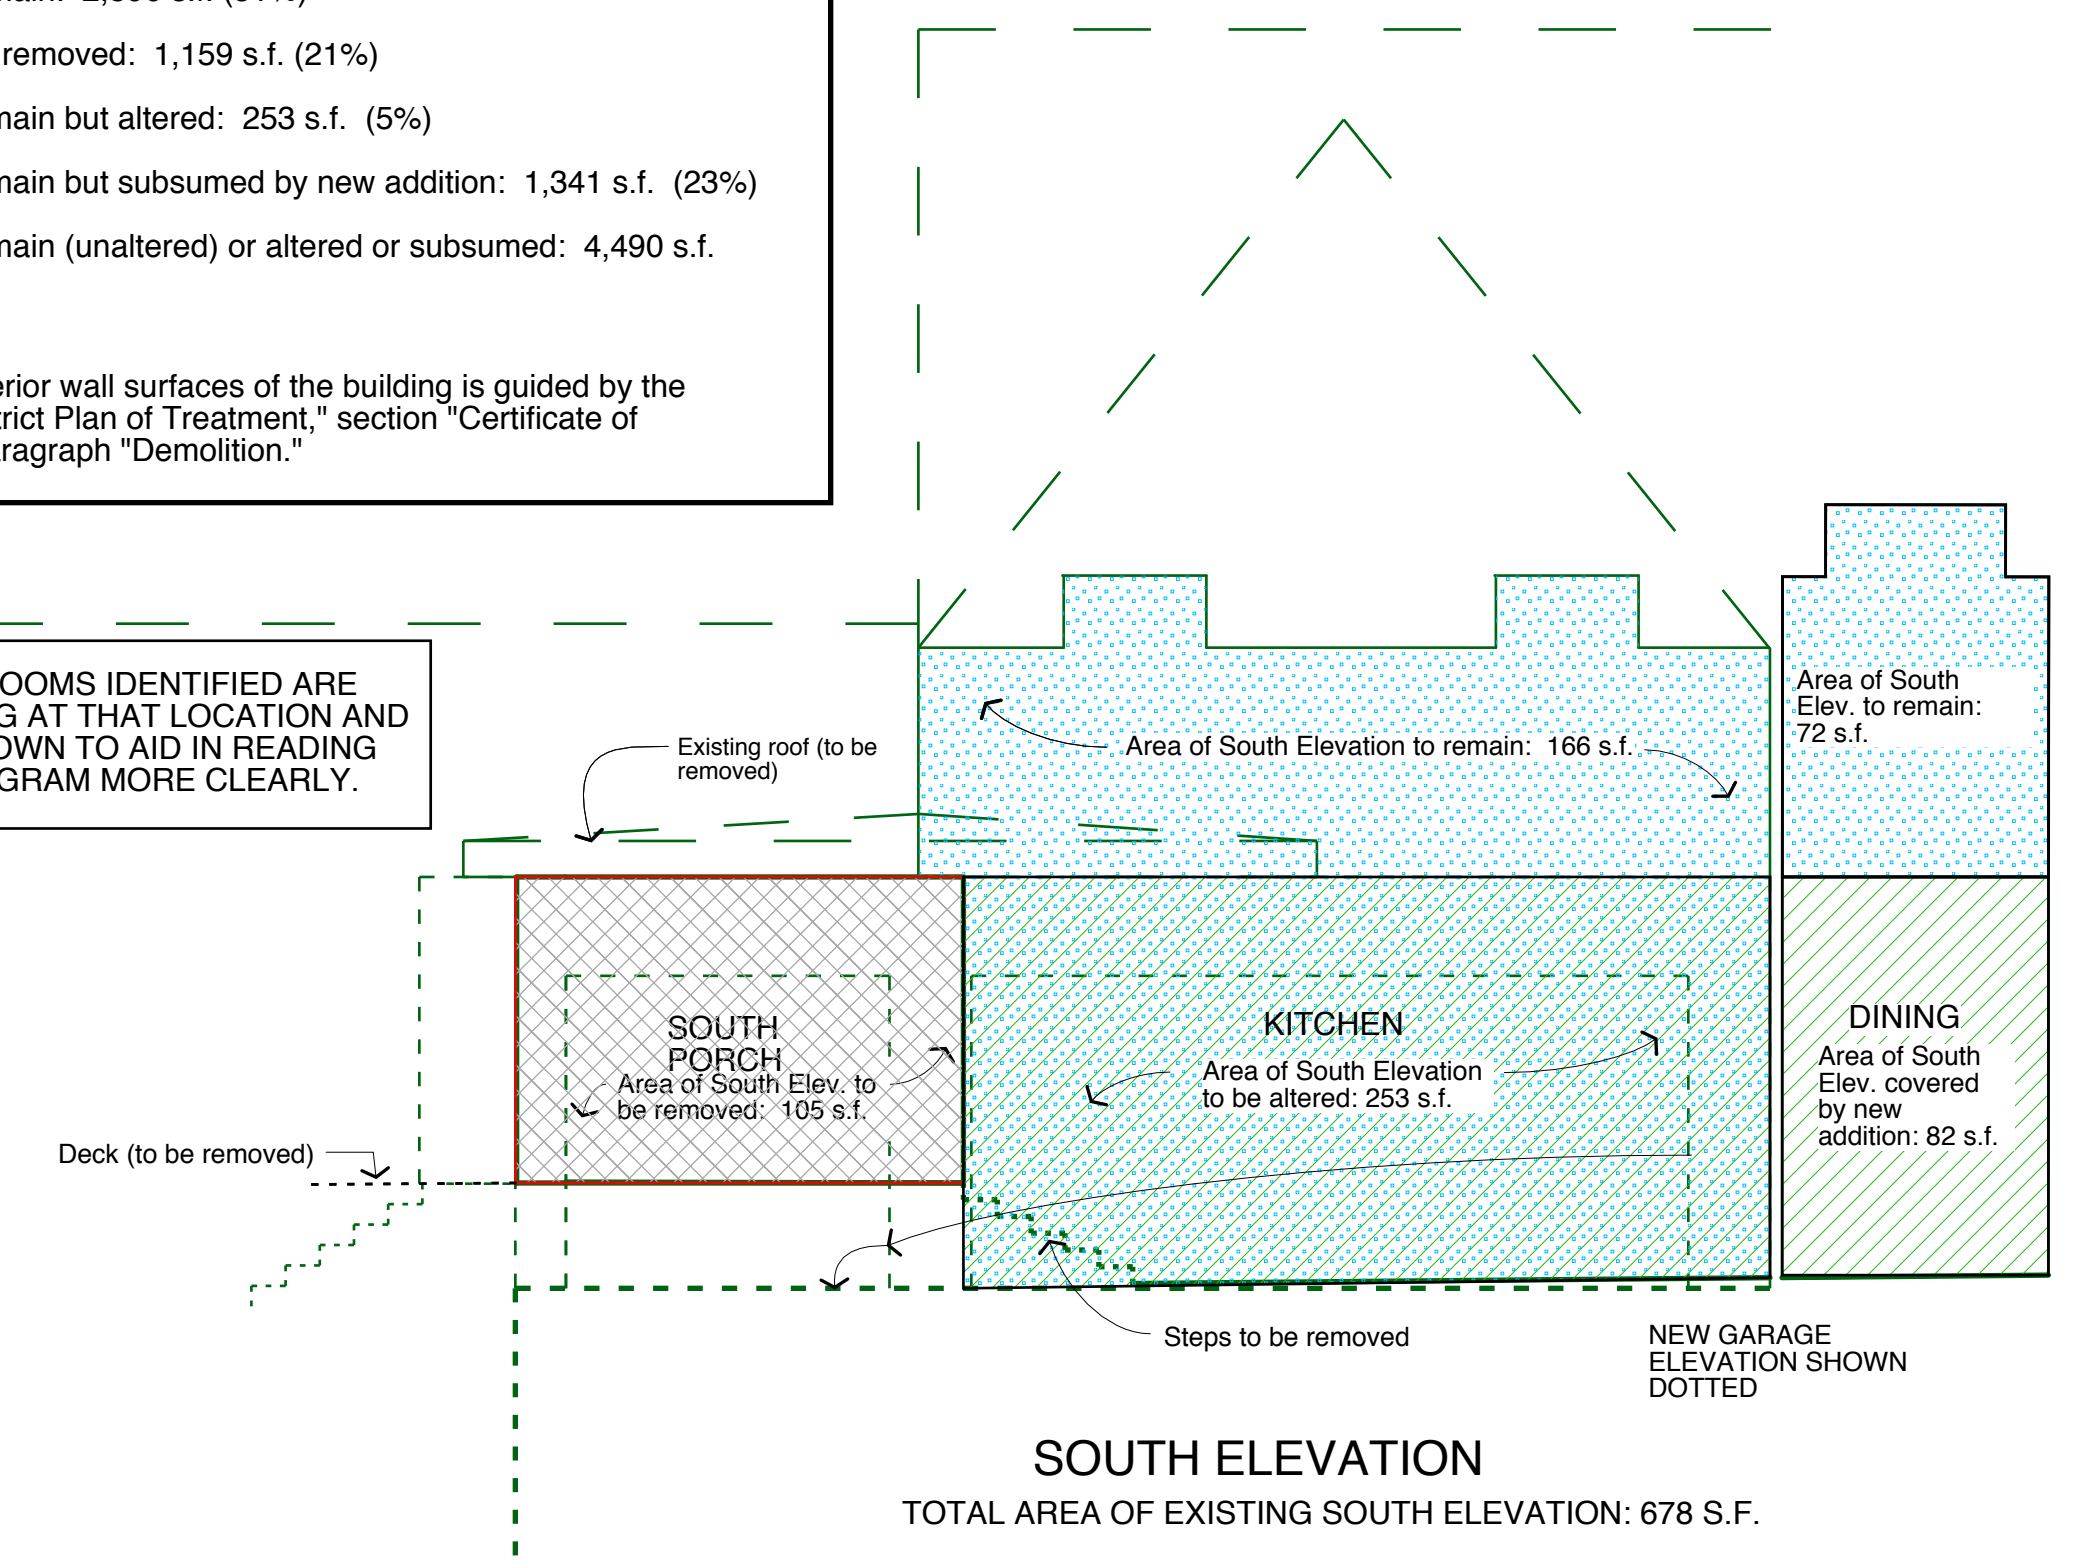 removed: 1,159 s.f. (21%)
main but altered: 253 s.f. (5%)
main but subsumed by new addition: 1,341 s.f. (23%)
main (unaltered) or altered or subsumed: 4,490 s.f.
erior wall surfaces of the building is guided by the
trict Plan of Treatment," section "Certificate of
aragraph "Demolition."
OOMS IDENTIFIED ARE
G AT THAT LOCATION AND
OWN TO AID IN READING
GRAM MORE CLEARLY.
Existing roof (to be
removed)
Area of South Elevation to remain: 166 s.f.
Area of South
Elev. to remain:
72 s.f.
SOUTH
PORCH
Area of South Elev. to
be removed: 105 s.f.
KITCHEN
Area of South Elevation
to be altered: 253 s.f.
DINING
Area of South
Elev. covered
by new
addition: 82 s.f.
Deck (to be removed)
Steps to be removed
NEW GARAGE
ELEVATION SHOWN
DOTTED
SOUTH ELEVATION
TOTAL AREA OF EXISTING SOUTH ELEVATION: 678 S.F.